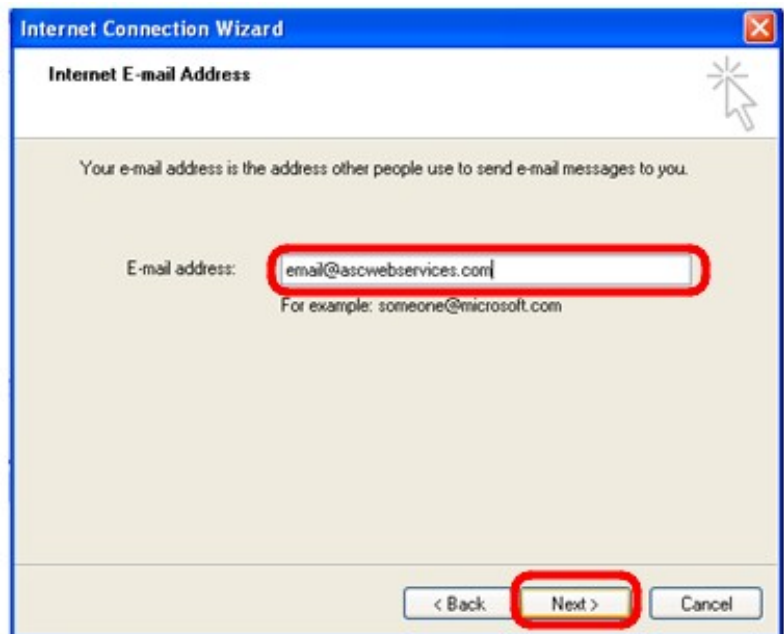 Internet Connection Wizard
Internet E-mail Address
Your e-mail address is the address other people use to send e-mail messages to you.
E-mail address: email@ascwebservices.com
For example: someone@microsoft.com
< Back Next > Cancel